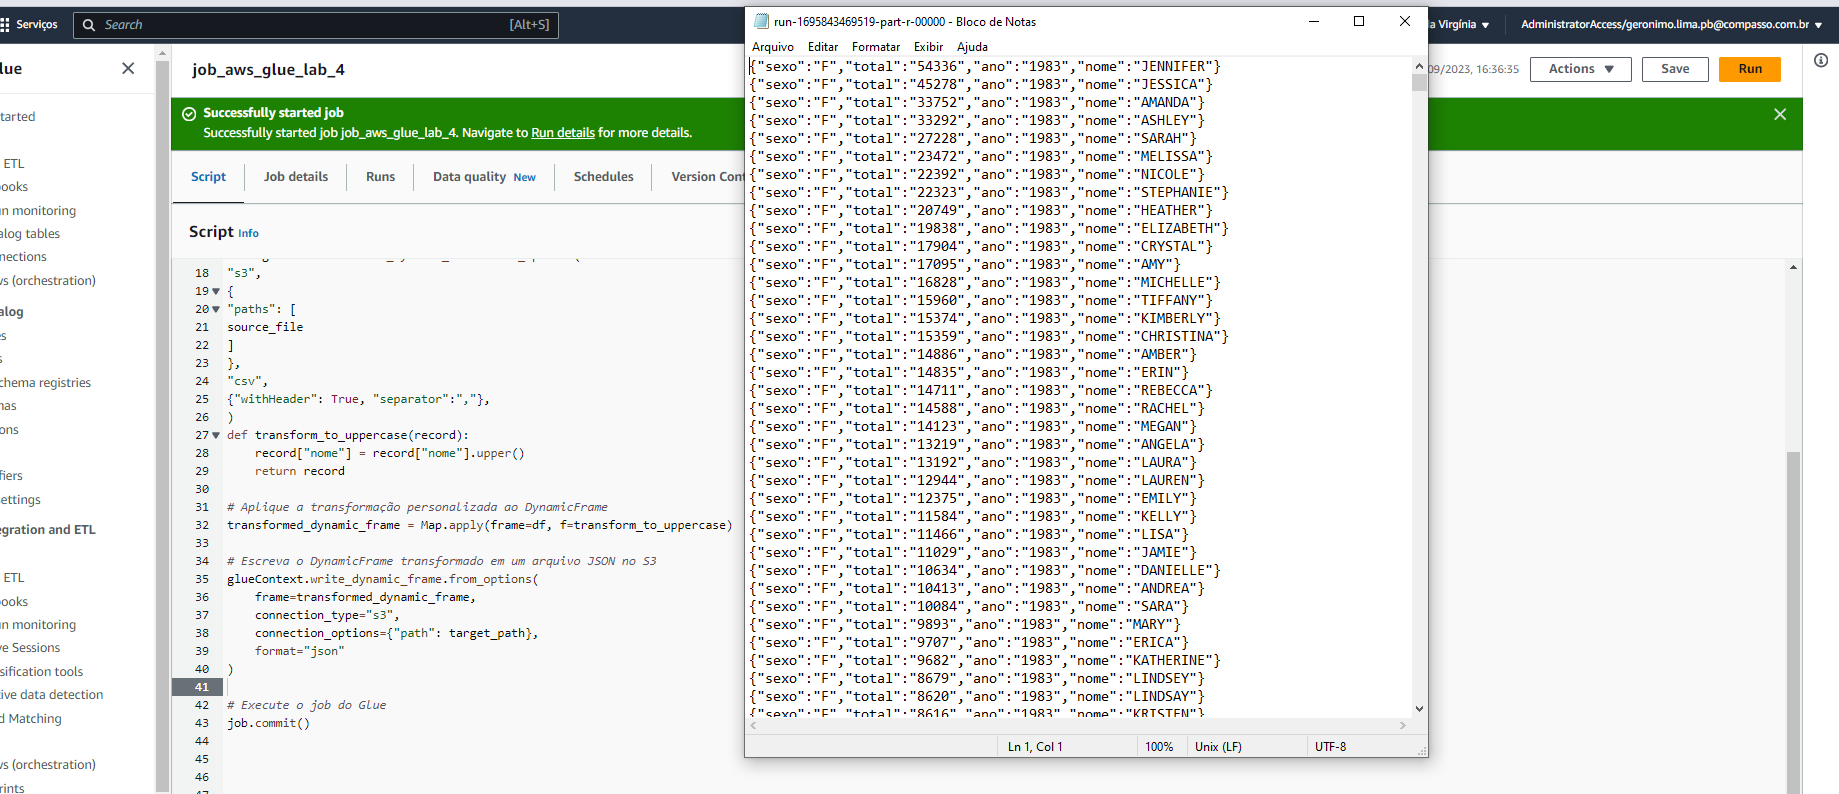 Serviços
Search
[Alt+S]
la Virgínia
AdministratorAccess/geronimo.lima.pb@compasso.com.br
lue
job_aws_glue_lab_4
09/2023, 16:36:35
Actions
Save
Run
Successfully started job
Successfully started job job_aws_glue_lab_4. Navigate to Run details for more details.
Script
Job details
Runs
Data quality New
Schedules
Version Cont
Script Info
18 "s3",
19 {
20 "paths": [
21 source_file
22 ]
23 },
24 "csv",
25 {"withHeader": True, "separator":","},
26 )
27 def transform_to_uppercase(record):
28 record["nome"] = record["nome"].upper()
29 return record
30
31 # Aplique a transformação personalizada ao DynamicFrame
32 transformed_dynamic_frame = Map.apply(frame=df, f=transform_to_uppercase)
33
34 # Escreva o DynamicFrame transformado em um arquivo JSON no S3
35 glueContext.write_dynamic_frame.from_options(
36 frame=transformed_dynamic_frame,
37 connection_type="s3",
38 connection_options={"path": target_path},
39 format="json"
40 )
41
42 # Execute o job do Glue
43 job.commit()
44
45
46
47
tarted
ETL
ooks
un monitoring
alog tables
nections
ws (orchestration)
alog
es
s
chema registries
mas
ons
fiers
settings
egration and ETL
ETL
ooks
un monitoring
ve Sessions
sification tools
tive data detection
d Matching
ws (orchestration)
rints
run-1695843469519-part-r-00000 - Bloco de Notas
Arquivo Editar Formatar Exibir Ajuda
{"sexo":"F","total":"54336","ano":"1983","nome":"JENNIFER"}
{"sexo":"F","total":"45278","ano":"1983","nome":"JESSICA"}
{"sexo":"F","total":"33752","ano":"1983","nome":"AMANDA"}
{"sexo":"F","total":"33292","ano":"1983","nome":"ASHLEY"}
{"sexo":"F","total":"27228","ano":"1983","nome":"SARAH"}
{"sexo":"F","total":"23472","ano":"1983","nome":"MELISSA"}
{"sexo":"F","total":"22392","ano":"1983","nome":"NICOLE"}
{"sexo":"F","total":"22323","ano":"1983","nome":"STEPHANIE"}
{"sexo":"F","total":"20749","ano":"1983","nome":"HEATHER"}
{"sexo":"F","total":"19838","ano":"1983","nome":"ELIZABETH"}
{"sexo":"F","total":"17904","ano":"1983","nome":"CRYSTAL"}
{"sexo":"F","total":"17095","ano":"1983","nome":"AMY"}
{"sexo":"F","total":"16828","ano":"1983","nome":"MICHELLE"}
{"sexo":"F","total":"15960","ano":"1983","nome":"TIFFANY"}
{"sexo":"F","total":"15374","ano":"1983","nome":"KIMBERLY"}
{"sexo":"F","total":"15359","ano":"1983","nome":"CHRISTINA"}
{"sexo":"F","total":"14886","ano":"1983","nome":"AMBER"}
{"sexo":"F","total":"14835","ano":"1983","nome":"ERIN"}
{"sexo":"F","total":"14711","ano":"1983","nome":"REBECCA"}
{"sexo":"F","total":"14588","ano":"1983","nome":"RACHEL"}
{"sexo":"F","total":"14123","ano":"1983","nome":"MEGAN"}
{"sexo":"F","total":"13219","ano":"1983","nome":"ANGELA"}
{"sexo":"F","total":"13192","ano":"1983","nome":"LAURA"}
{"sexo":"F","total":"12944","ano":"1983","nome":"LAUREN"}
{"sexo":"F","total":"12375","ano":"1983","nome":"EMILY"}
{"sexo":"F","total":"11584","ano":"1983","nome":"KELLY"}
{"sexo":"F","total":"11466","ano":"1983","nome":"LISA"}
{"sexo":"F","total":"11029","ano":"1983","nome":"JAMIE"}
{"sexo":"F","total":"10634","ano":"1983","nome":"DANIELLE"}
{"sexo":"F","total":"10413","ano":"1983","nome":"ANDREA"}
{"sexo":"F","total":"10084","ano":"1983","nome":"SARA"}
{"sexo":"F","total":"9893","ano":"1983","nome":"MARY"}
{"sexo":"F","total":"9707","ano":"1983","nome":"ERICA"}
{"sexo":"F","total":"9682","ano":"1983","nome":"KATHERINE"}
{"sexo":"F","total":"8679","ano":"1983","nome":"LINDSEY"}
{"sexo":"F","total":"8620","ano":"1983","nome":"LINDSAY"}
{"sexo":"F","total":"8616","ano":"1983","nome":"KRISTEN"}
Ln 1, Col 1
100%
Unix (LF)
UTF-8